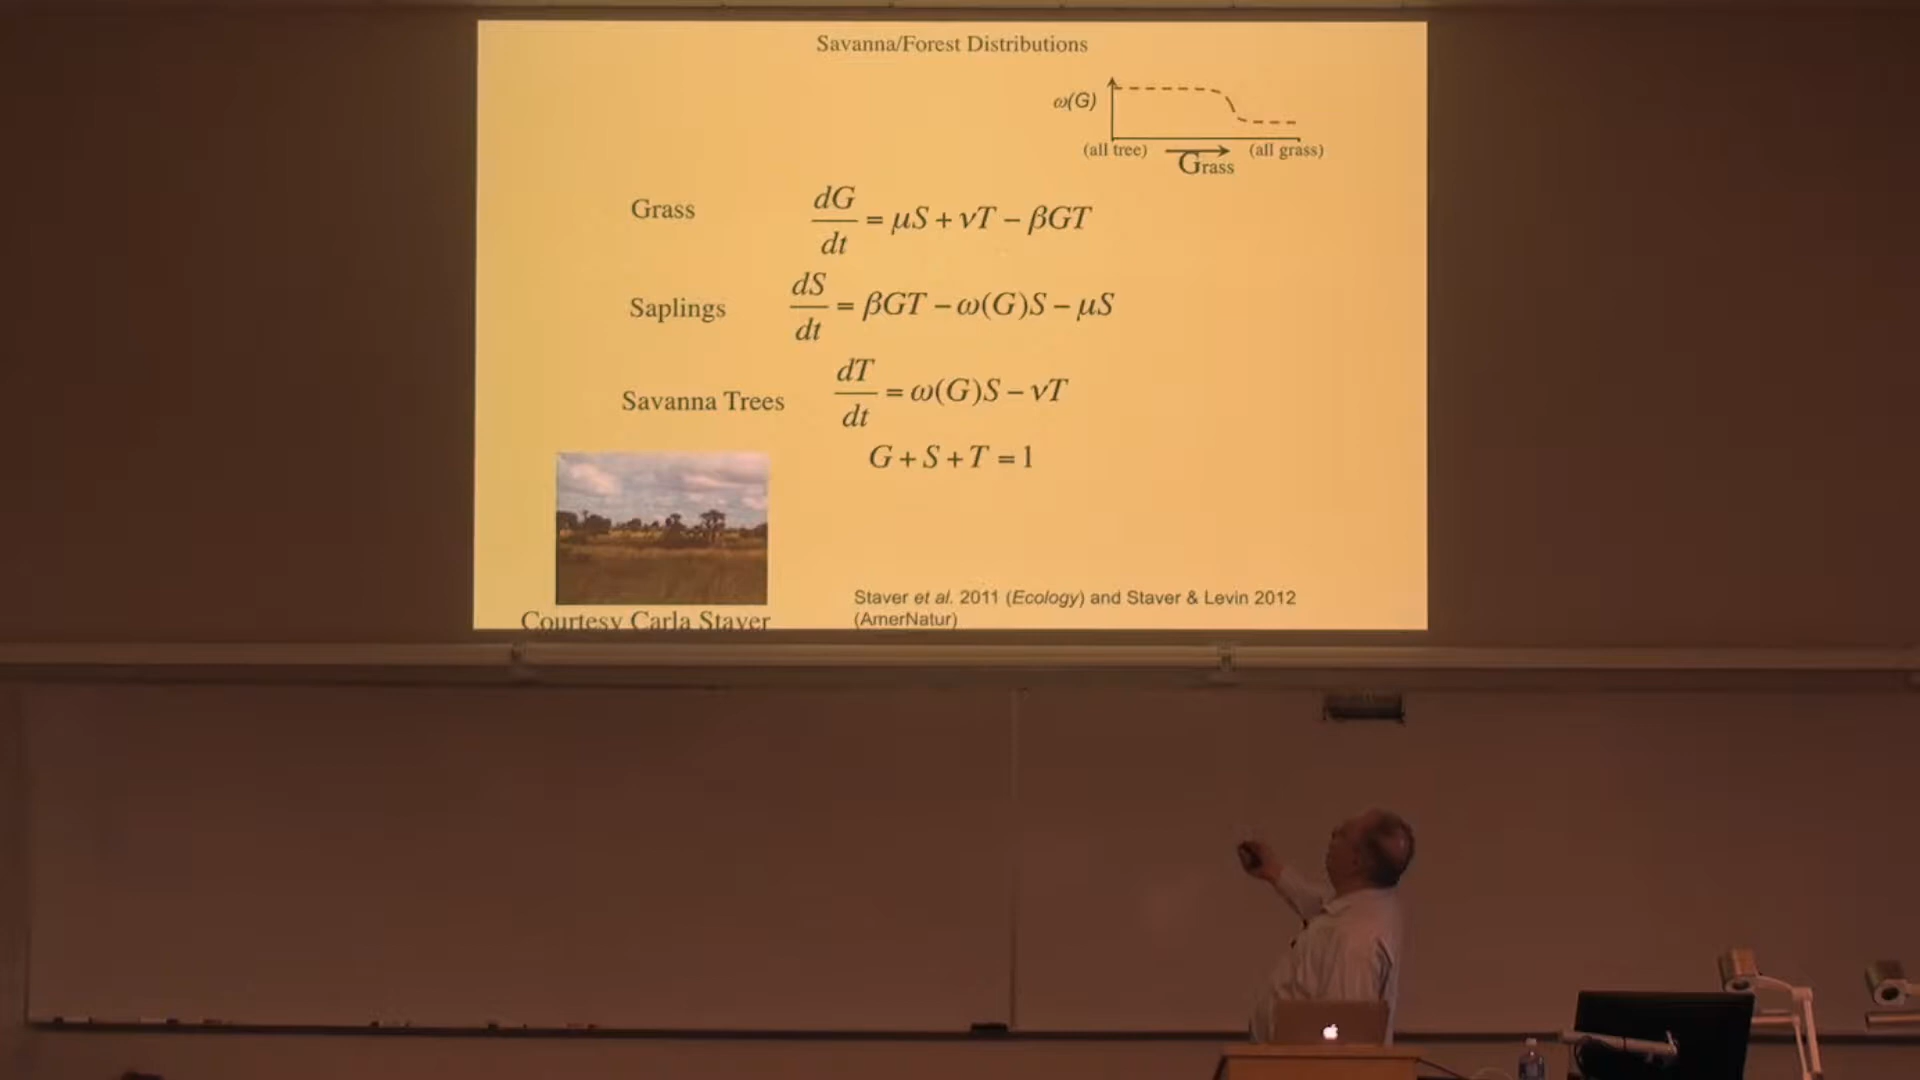 Savanna/Forest Distributions
ω(G)
(all tree)
(all grass)
Grass
Grass
dG/dt = μS + νT − βGT
Saplings
dS/dt = βGT − ω(G)S − μS
Savanna Trees
dT/dt = ω(G)S − νT
G + S + T = 1
Courtesy Carla Staver
Staver et al. 2011 (Ecology) and Staver & Levin 2012
(AmerNatur)